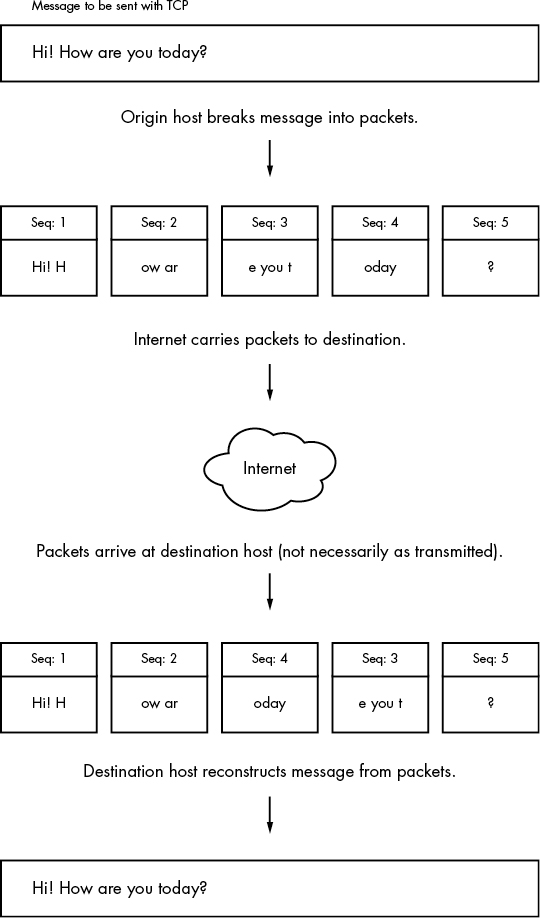 Message to be sent with TCP
Hi! How are you today?
Origin host breaks message into packets.
Seq: 1 Seq: 2 Seq: 3 Seq: 4 Seq: 5
Hi! H ow ar e you t oday ?
Internet carries packets to destination.
Internet
Packets arrive at destination host (not necessarily as transmitted).
Seq: 1 Seq: 2 Seq: 4 Seq: 3 Seq: 5
Hi! H ow ar oday e you t ?
Destination host reconstructs message from packets.
Hi! How are you today?